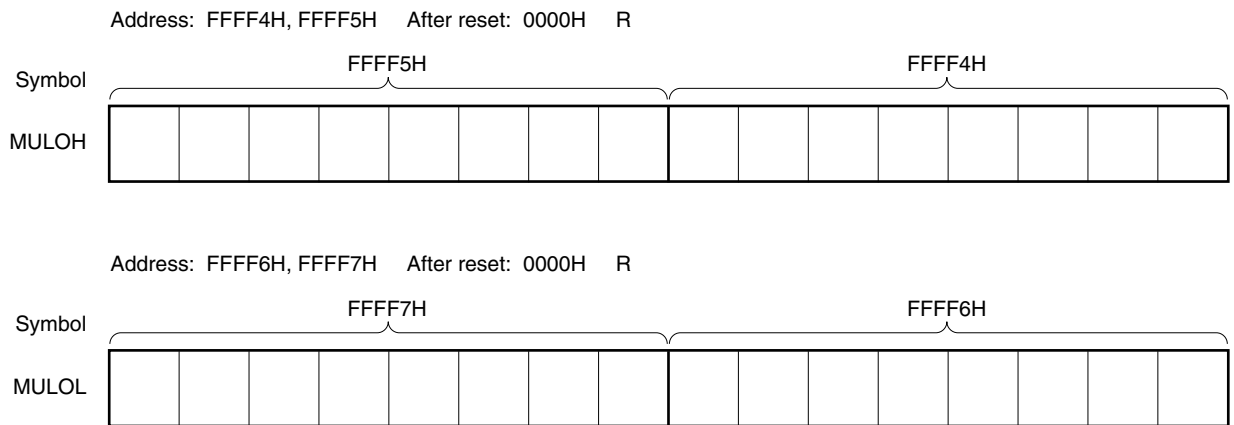 Address: FFFF4H, FFFF5H After reset: 0000H R
FFFF5H FFFF4H
Symbol
MULOH
Address: FFFF6H, FFFF7H After reset: 0000H R
FFFF7H FFFF6H
Symbol
MULOL